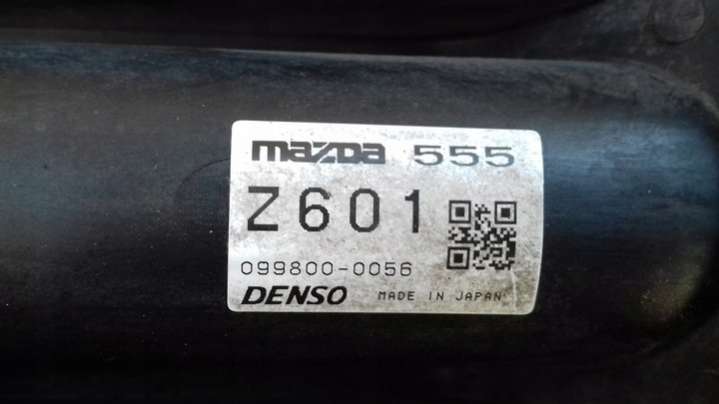 mazda 555
Z601
099800-0056
DENSO MADE IN JAPAN